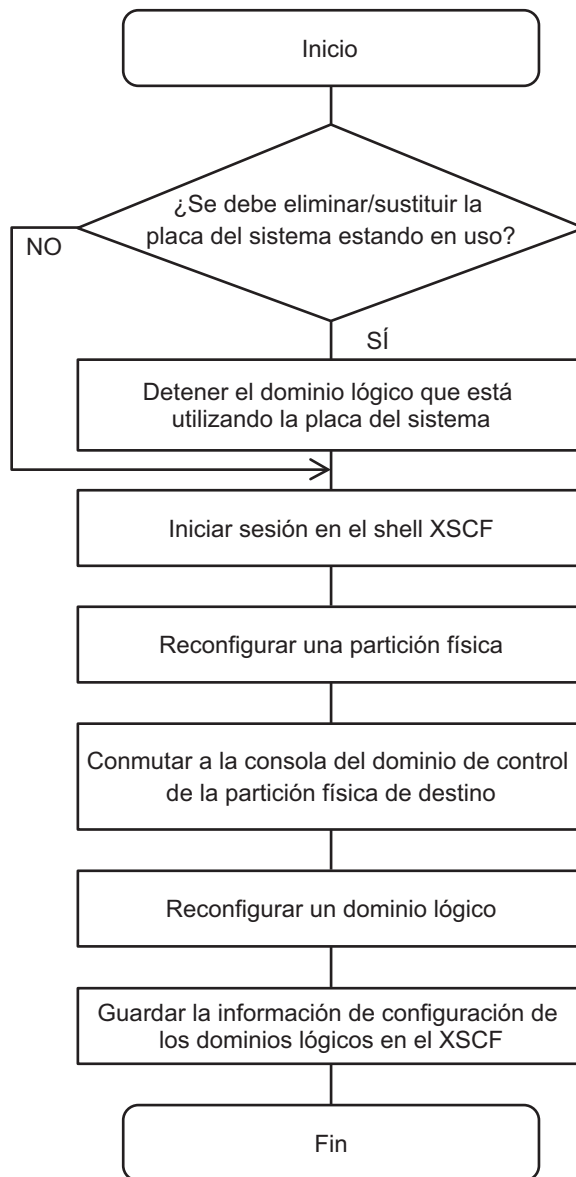 Inicio
¿Se debe eliminar/sustituir la
placa del sistema estando en uso?
NO
SÍ
Detener el dominio lógico que está
utilizando la placa del sistema
Iniciar sesión en el shell XSCF
Reconfigurar una partición física
Conmutar a la consola del dominio de control
de la partición física de destino
Reconfigurar un dominio lógico
Guardar la información de configuración de
los dominios lógicos en el XSCF
Fin